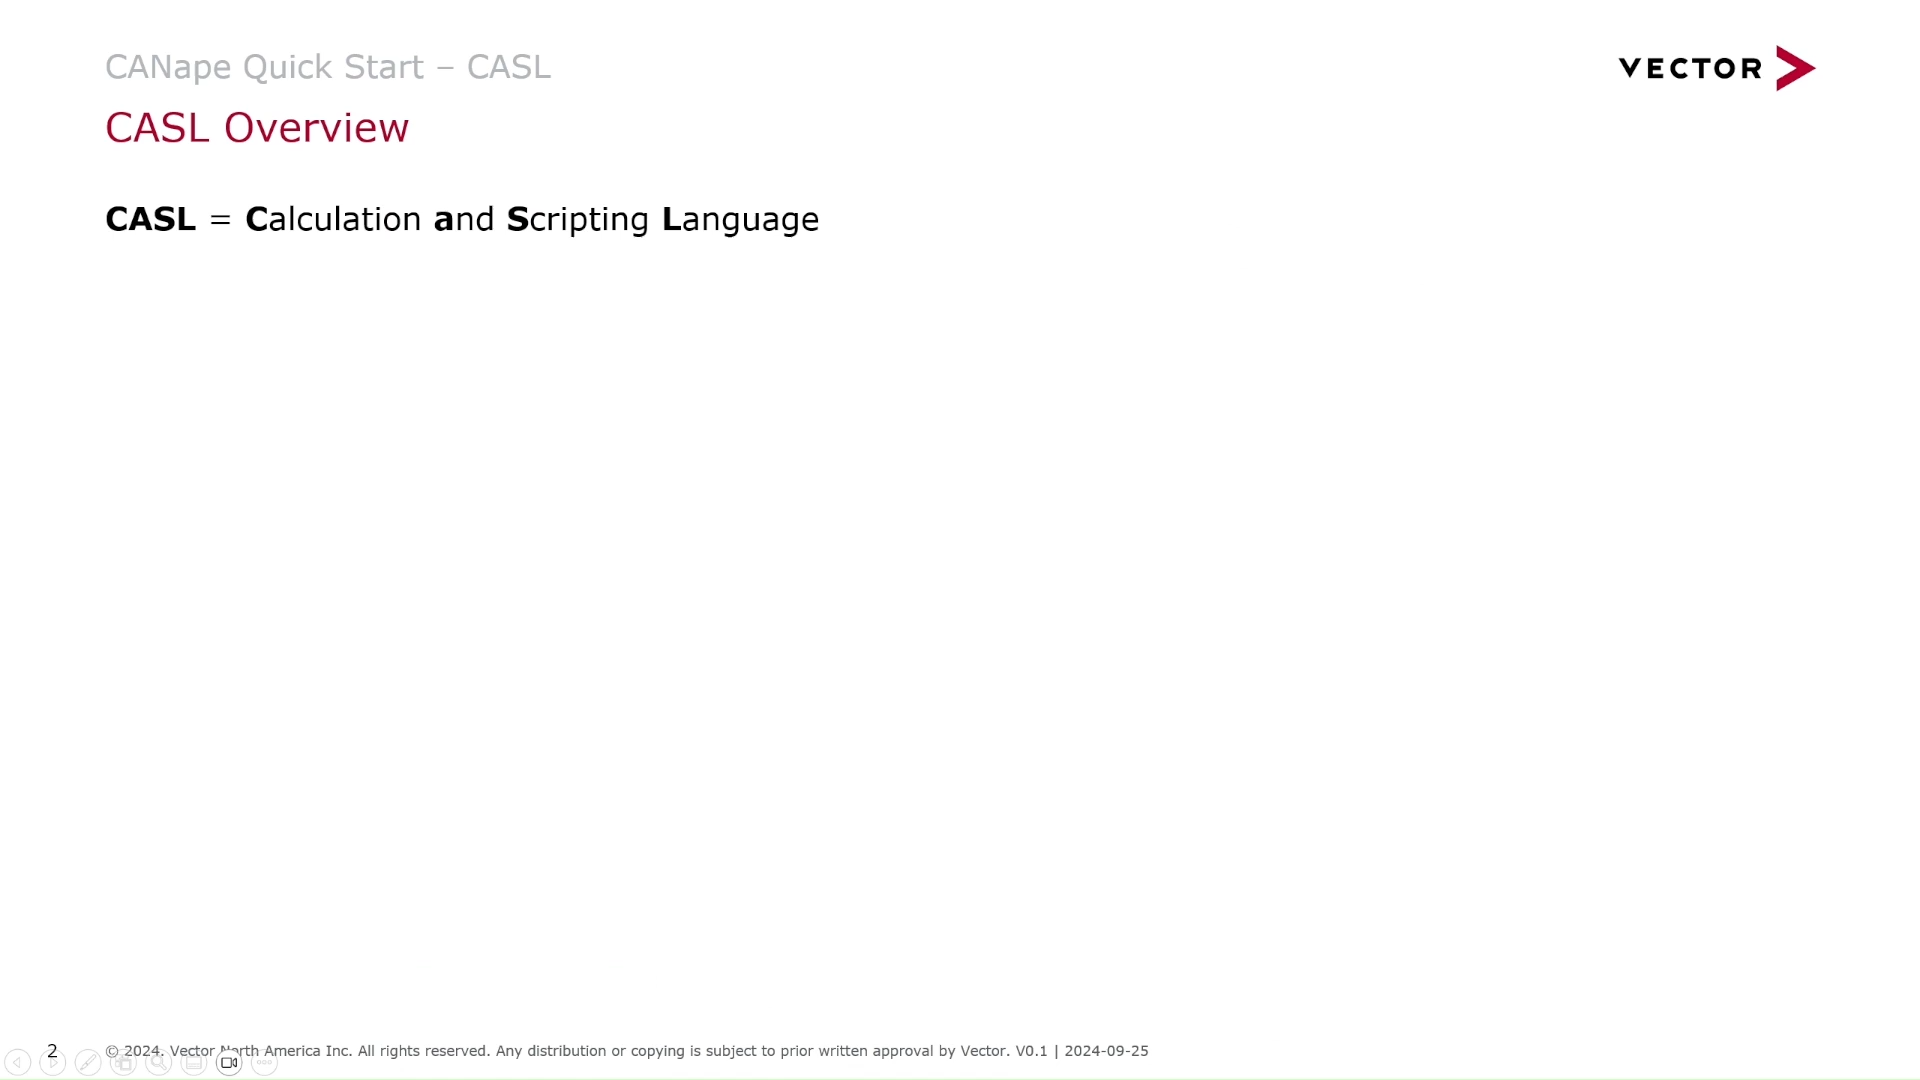 CANape Quick Start – CASL
VECTOR
CASL Overview
CASL = Calculation and Scripting Language
2
© 2024. Vector North America Inc. All rights reserved. Any distribution or copying is subject to prior written approval by Vector. V0.1 | 2024-09-25